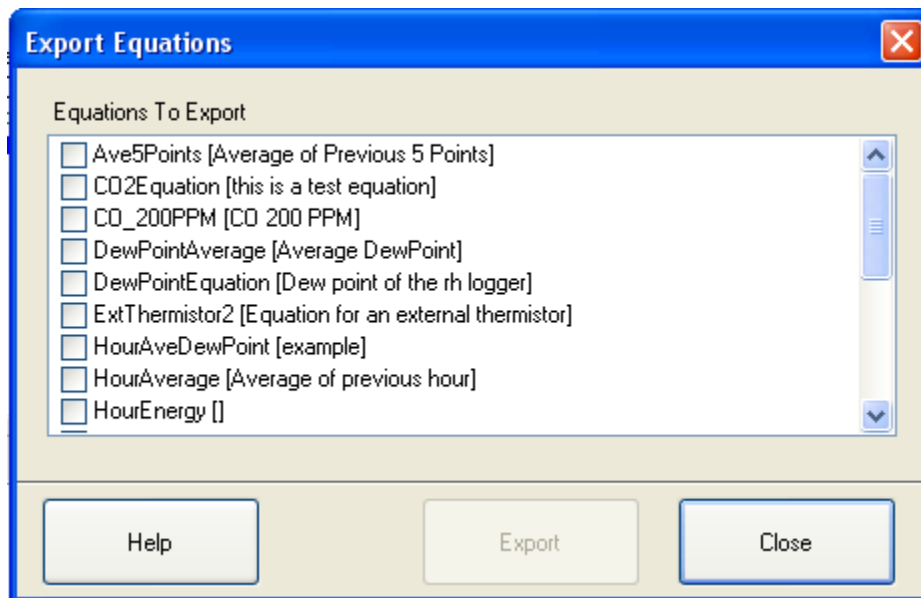 Export Equations
Equations To Export
Ave5Points [Average of Previous 5 Points]
CO2Equation [this is a test equation]
CO_200PPM [CO 200 PPM]
DewPointAverage [Average DewPoint]
DewPointEquation [Dew point of the rh logger]
ExtThermistor2 [Equation for an external thermistor]
HourAveDewPoint [example]
HourAverage [Average of previous hour]
HourEnergy []
Help
Export
Close